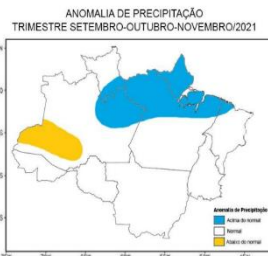 ANOMALIA DE PRECIPITAÇÃO
TRIMESTRE SETEMBRO-OUTUBRO-NOVEMBRO/2021
Anomalia de Precipitação
Acima do normal
Normal
Abaixo do normal